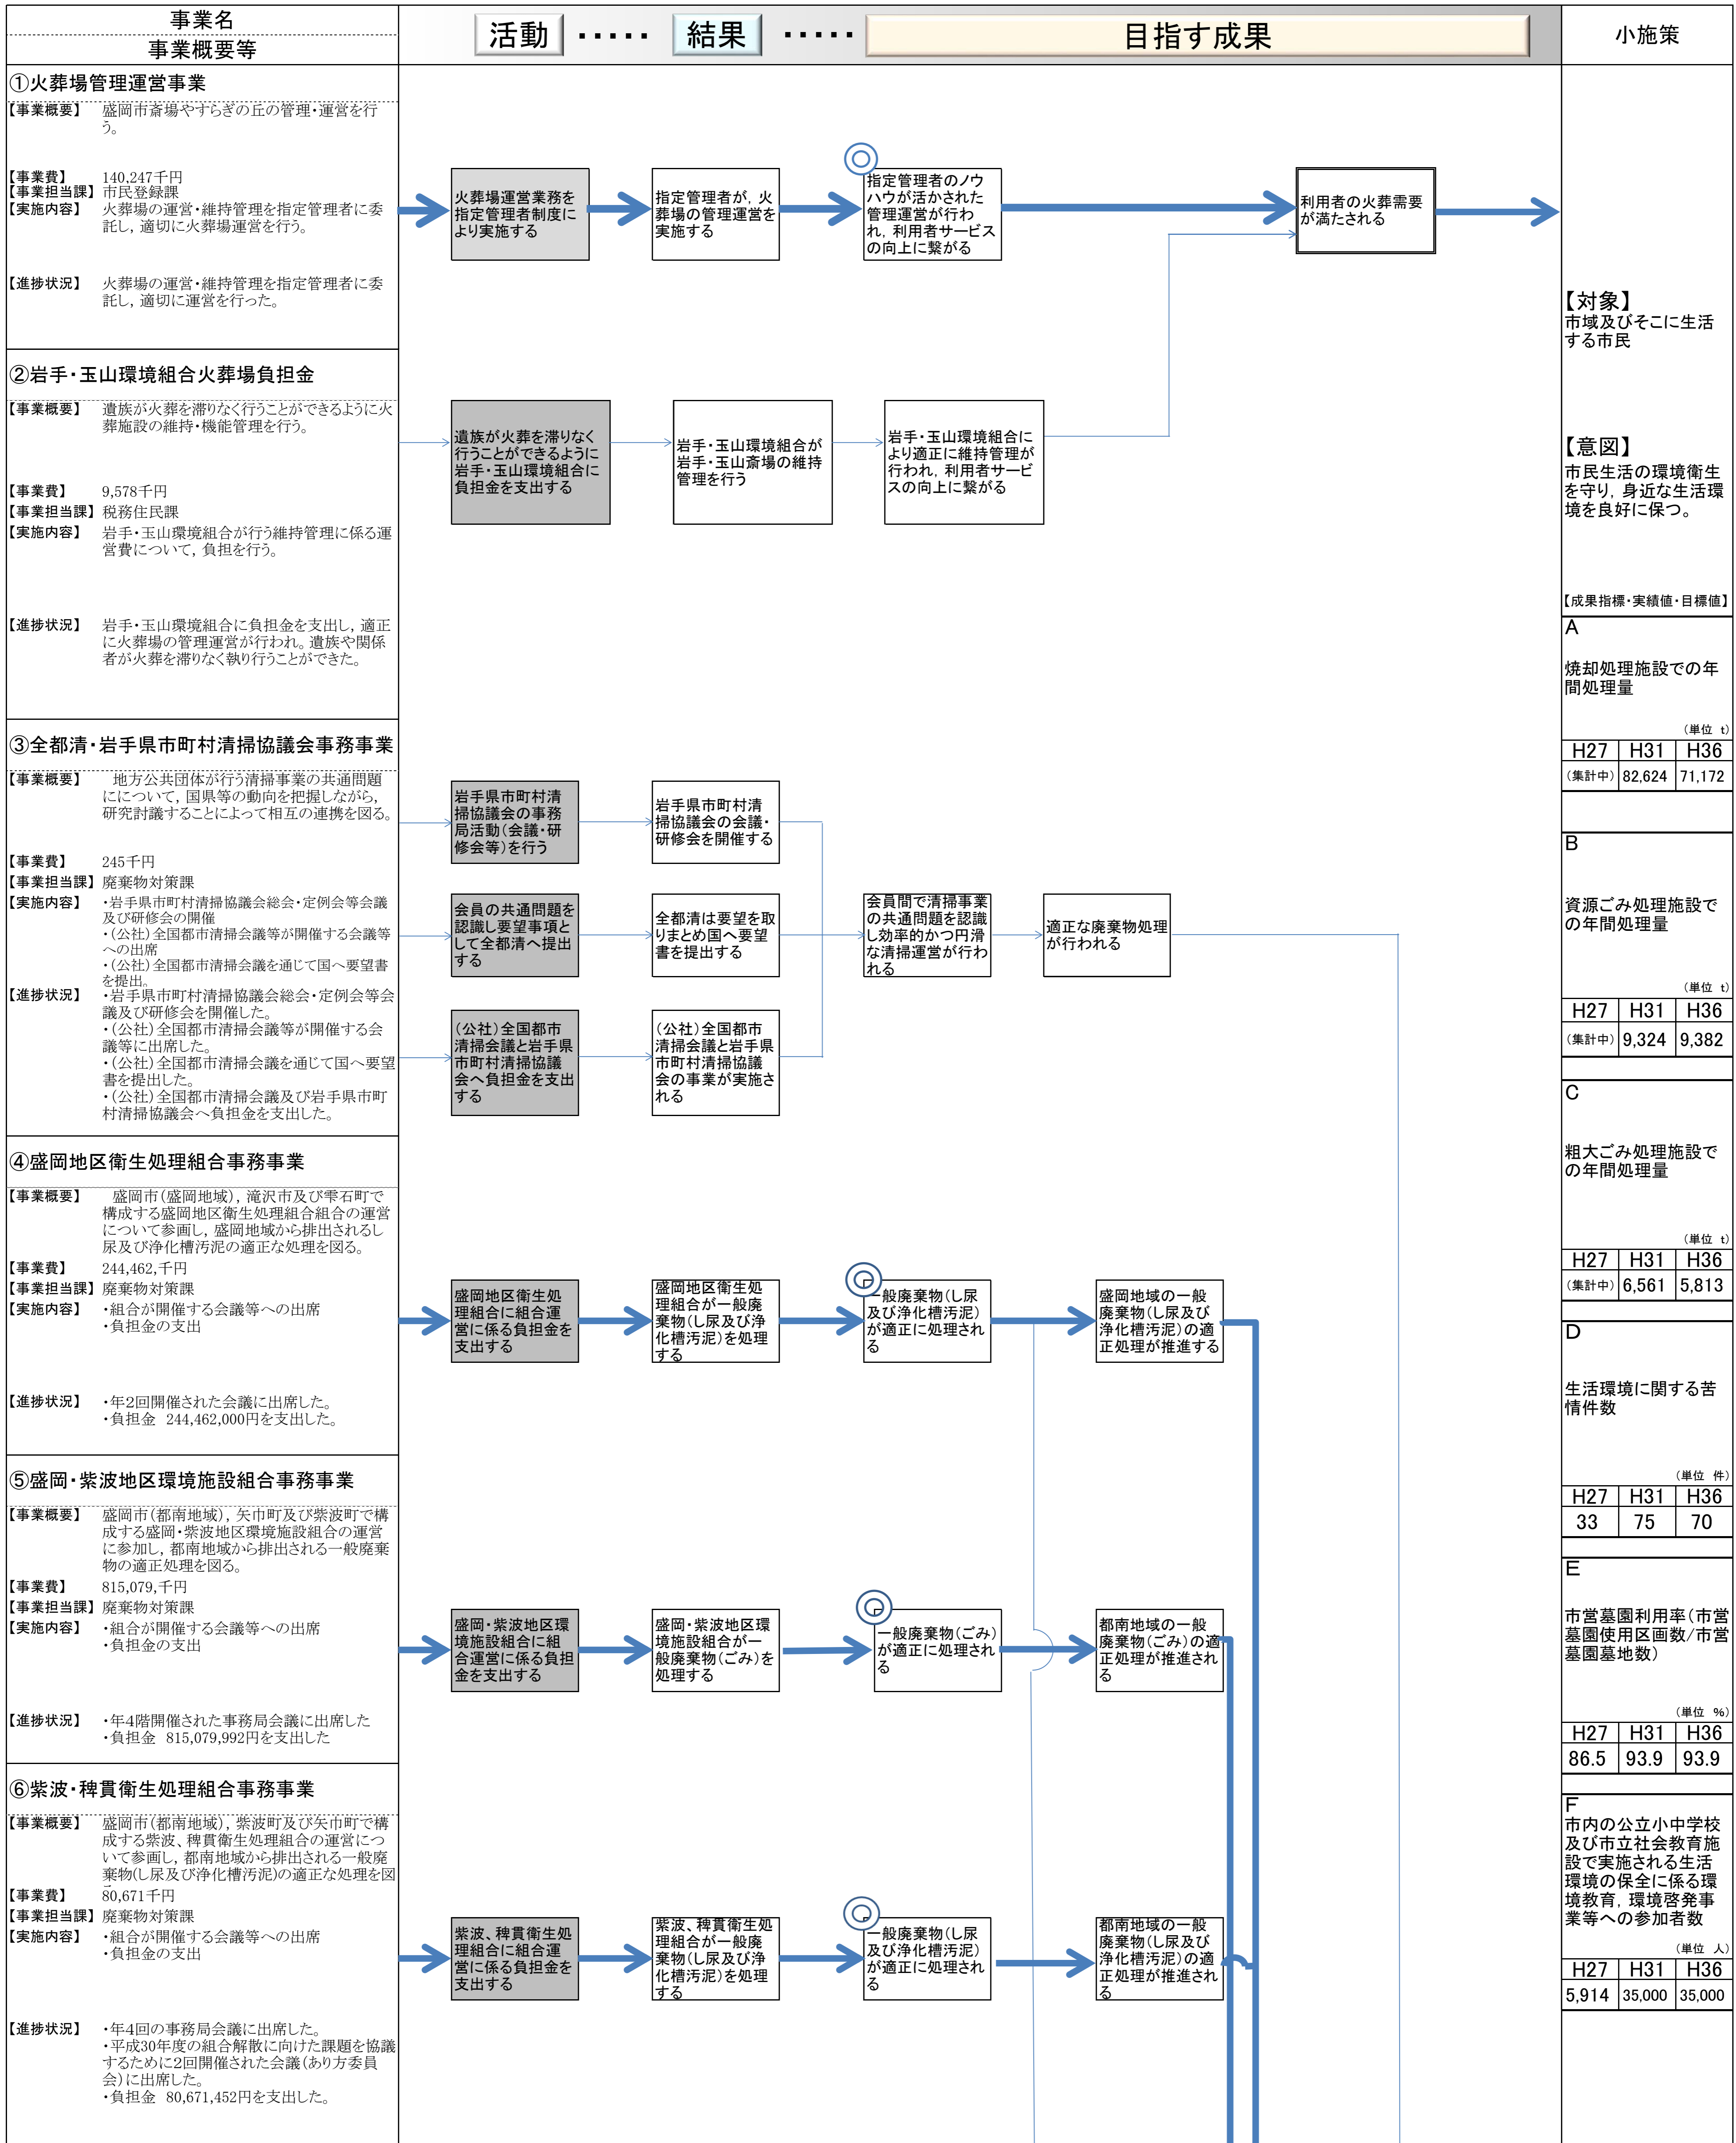 事業名
事業概要等
活動 ・・・・・ 結果 ・・・・・ 目指す成果
小施策
①火葬場管理運営事業
【事業概要】 盛岡市斎場やすらぎの丘の管理・運営を行
う。
【事業費】 140,247千円
【事業担当課】 市民登録課
【実施内容】 火葬場の運営・維持管理を指定管理者に委
託し，適切に火葬場運営を行う。
【進捗状況】 火葬場の運営・維持管理を指定管理者に委
託し，適切に運営を行った。
火葬場運営業務を
指定管理者制度に
より実施する
指定管理者が，火
葬場の管理運営を
実施する
指定管理者のノウ
ハウが活かされた
管理運営が行わ
れ，利用者サービス
の向上に繋がる
利用者の火葬需要
が満たされる
②岩手・玉山環境組合火葬場負担金
【事業概要】 遺族が火葬を滞りなく行うことができるように火
葬施設の維持・機能管理を行う。
【事業費】 9,578千円
【事業担当課】 税務住民課
【実施内容】 岩手・玉山環境組合が行う維持管理に係る運
営費について，負担を行う。
【進捗状況】 岩手・玉山環境組合に負担金を支出し，適正
に火葬場の管理運営が行われ。遺族や関係
者が火葬を滞りなく執り行うことができた。
遺族が火葬を滞りなく
行うことができるように
岩手・玉山環境組合に
負担金を支出する
岩手・玉山環境組合が
岩手・玉山斎場の維持
管理を行う
岩手・玉山環境組合に
より適正に維持管理が
行われ，利用者サービ
スの向上に繋がる
③全都清・岩手県市町村清掃協議会事務事業
【事業概要】 地方公共団体が行う清掃事業の共通問題
にについて，国県等の動向を把握しながら，
研究討議することによって相互の連携を図る。
【事業費】 245千円
【事業担当課】 廃棄物対策課
【実施内容】 ・岩手県市町村清掃協議会総会・定例会等会議
及び研修会の開催
・（公社）全国都市清掃会議等が開催する会議等
への出席
・（公社）全国都市清掃会議を通じて国へ要望書
を提出。
【進捗状況】 ・岩手県市町村清掃協議会総会・定例会等会
議及び研修会を開催した。
・（公社）全国都市清掃会議等が開催する会
議等に出席した。
・（公社）全国都市清掃会議を通じて国へ要望
書を提出した。
・（公社）全国都市清掃会議及び岩手県市町
村清掃協議会へ負担金を支出した。
岩手県市町村清
掃協議会の事務
局活動（会議・研
修会等）を行う
岩手県市町村清
掃協議会の会議・
研修会を開催する
会員の共通問題を
認識し要望事項と
して全都清へ提出
する
全都清は要望を取
りまとめ国へ要望
書を提出する
会員間で清掃事業
の共通問題を認識
し効率的かつ円滑
な清掃運営が行わ
れる
適正な廃棄物処理
が行われる
（公社）全国都市
清掃会議と岩手県
市町村清掃協議
会へ負担金を支出
する
（公社）全国都市
清掃会議と岩手県
市町村清掃協議
会の事業が実施さ
れる
④盛岡地区衛生処理組合事務事業
【事業概要】 盛岡市（盛岡地域），滝沢市及び雫石町で
構成する盛岡地区衛生処理組合組合の運営
について参画し，盛岡地域から排出されるし
尿及び浄化槽汚泥の適正な処理を図る。
【事業費】 244,462,千円
【事業担当課】 廃棄物対策課
【実施内容】 ・組合が開催する会議等への出席
・負担金の支出
【進捗状況】 ・年２回開催された会議に出席した。
・負担金 244,462,000円を支出した。
盛岡地区衛生処
理組合に組合運
営に係る負担金を
支出する
盛岡地区衛生処
理組合が一般廃
棄物（し尿及び浄
化槽汚泥）を処理
する
一般廃棄物（し尿
及び浄化槽汚泥）
が適正に処理され
る
盛岡地域の一般
廃棄物（し尿及び
浄化槽汚泥）の適
正処理が推進する
⑤盛岡・紫波地区環境施設組合事務事業
【事業概要】 盛岡市（都南地域），矢巾町及び紫波町で構
成する盛岡・紫波地区環境施設組合の運営
に参加し，都南地域から排出される一般廃棄
物の適正処理を図る。
【事業費】 815,079,千円
【事業担当課】 廃棄物対策課
【実施内容】 ・組合が開催する会議等への出席
・負担金の支出
【進捗状況】 ・年４階開催された事務局会議に出席した
・負担金 815,079,992円を支出した
盛岡・紫波地区環
境施設組合に組
合運営に係る負担
金を支出する
盛岡・紫波地区環
境施設組合が一
般廃棄物（ごみ）を
処理する
一般廃棄物（ごみ）
が適正に処理され
る
都南地域の一般
廃棄物（ごみ）の適
正処理が推進され
る
⑥紫波・稗貫衛生処理組合事務事業
【事業概要】 盛岡市（都南地域），紫波町及び矢巾町で構
成する紫波、稗貫衛生処理組合の運営につ
いて参画し，都南地域から排出される一般廃
棄物（し尿及び浄化槽汚泥）の適正な処理を図
【事業費】 80,671千円
【事業担当課】 廃棄物対策課
【実施内容】 ・組合が開催する会議等への出席
・負担金の支出
【進捗状況】 ・年４回の事務局会議に出席した。
・平成30年度の組合解散に向けた課題を協議
するために２回開催された会議（あり方委員
会）に出席した。
・負担金 80,671,452円を支出した。
紫波、稗貫衛生処
理組合に組合運
営に係る負担金を
支出する
紫波、稗貫衛生処
理組合が一般廃
棄物（し尿及び浄
化槽汚泥）を処理
する
一般廃棄物（し尿
及び浄化槽汚泥）
が適正に処理され
る
都南地域の一般
廃棄物（し尿及び
浄化槽汚泥）の適
正処理が推進され
る
【対象】
市域及びそこに生活
する市民
【意図】
市民生活の環境衛生
を守り，身近な生活環
境を良好に保つ。
【成果指標・実績値・目標値】
A
焼却処理施設での年
間処理量
（単位 t）
H27 H31 H36
（集計中） 82,624 71,172
B
資源ごみ処理施設で
の年間処理量
（単位 t）
H27 H31 H36
（集計中） 9,324 9,382
C
粗大ごみ処理施設で
の年間処理量
（単位 t）
H27 H31 H36
（集計中） 6,561 5,813
D
生活環境に関する苦
情件数
（単位 件）
H27 H31 H36
33 75 70
E
市営墓園利用率（市営
墓園使用区画数/市営
墓園墓地数）
（単位 %）
H27 H31 H36
86.5 93.9 93.9
F
市内の公立小中学校
及び市立社会教育施
設で実施される生活
環境の保全に係る環
境教育，環境啓発事
業等への参加者数
（単位 人）
H27 H31 H36
5,914 35,000 35,000